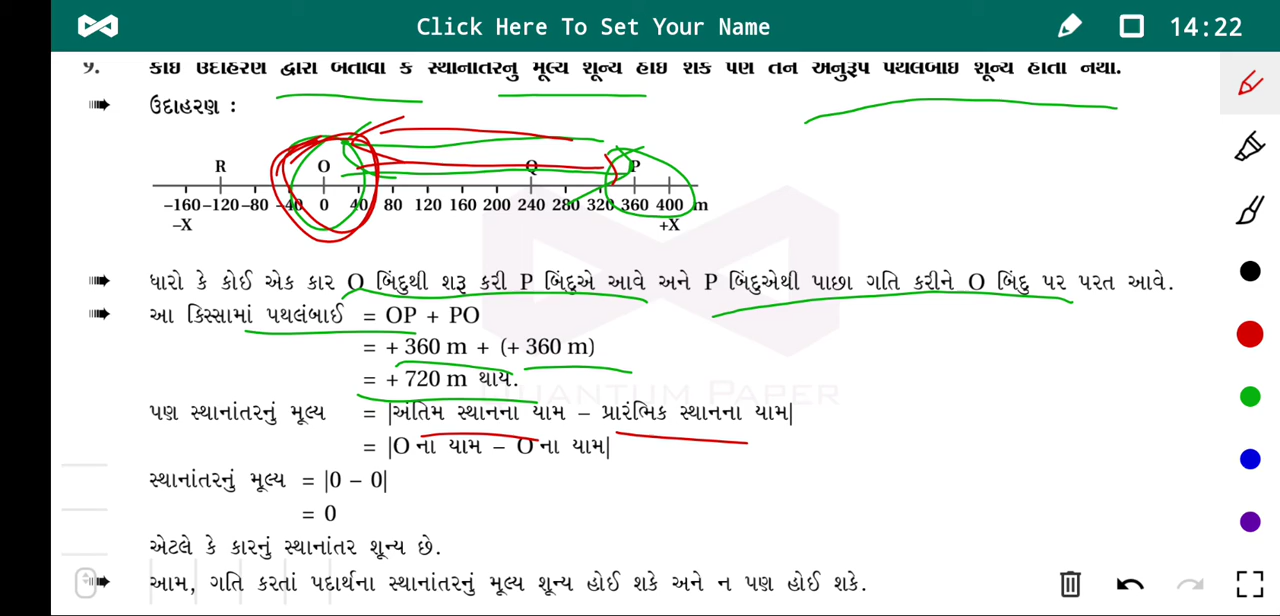 Click Here To Set Your Name 14:22
9. કોઇ ઉદાહરણ દ્વારા બતાવો કે સ્થાનાંતરનું મૂલ્ય શૂન્ય હોઇ શકે પણ તેને અનુરૂપ પથલંબાઇ શૂન્ય હોતી નથી.
ઉદાહરણ :
R O Q P
−160 −120 −80 −40 0 40 80 120 160 200 240 280 320 360 400 m
−X +X
ધારો કે કોઈ એક કાર O બિંદુથી શરૂ કરી P બિંદુએ આવે અને P બિંદુએથી પાછા ગતિ કરીને O બિંદુ પર પરત આવે.
આ કિસ્સામાં પથલંબાઈ = OP + PO
= + 360 m + (+ 360 m)
= + 720 m થાય.
QUANTUM PAPER
પણ સ્થાનાંતરનું મૂલ્ય = |અંતિમ સ્થાનના યામ − પ્રારંભિક સ્થાનના યામ|
= |O ના યામ − O ના યામ|
સ્થાનાંતરનું મૂલ્ય = |0 − 0|
= 0
એટલે કે કારનું સ્થાનાંતર શૂન્ય છે.
આમ, ગતિ કરતાં પદાર્થના સ્થાનાંતરનું મૂલ્ય શૂન્ય હોઈ શકે અને ન પણ હોઈ શકે.